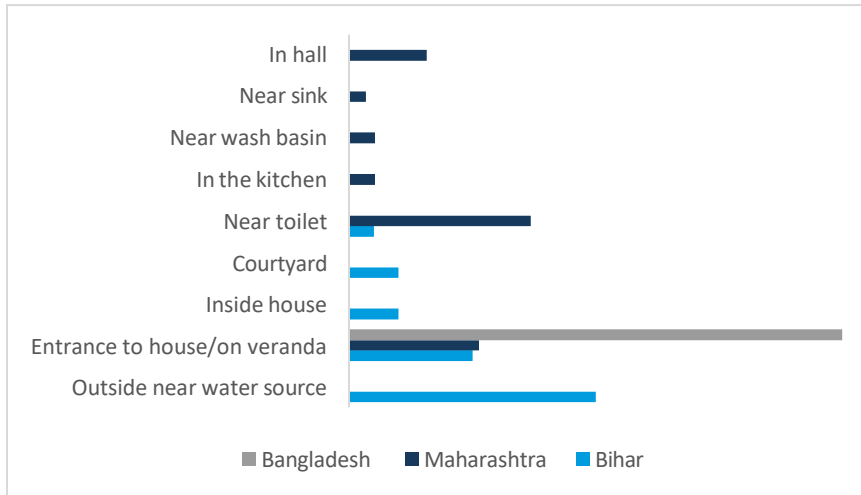 In hall
Near sink
Near wash basin
In the kitchen
Near toilet
Courtyard
Inside house
Entrance to house/on veranda
Outside near water source
Bangladesh Maharashtra Bihar